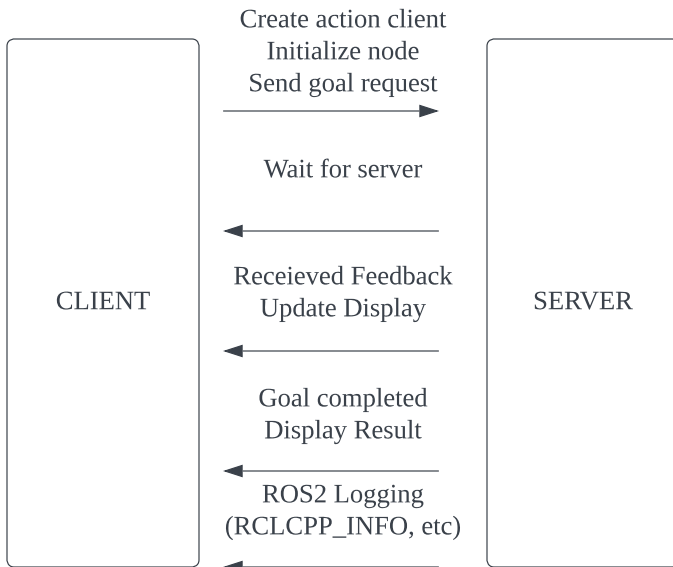 Create action client
Initialize node
Send goal request
Wait for server
Receieved Feedback
Update Display
CLIENT
SERVER
Goal completed
Display Result
ROS2 Logging
(RCLCPP_INFO, etc)